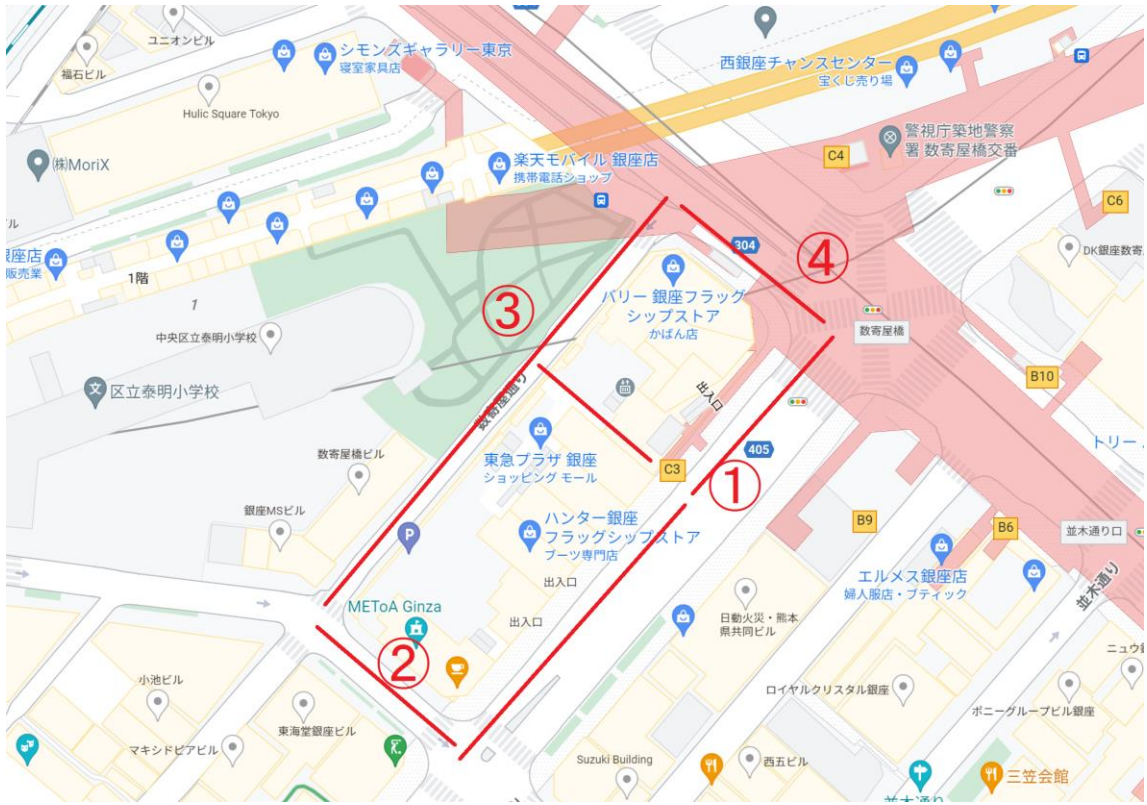 ユニオンビル
福石ビル
シモンズギャラリー東京
寝室家具店
西銀座チャンスセンター
宝くじ売り場
Hulic Square Tokyo
警視庁築地警察
署 数寄屋橋交番
C4
㈱MoriX
楽天モバイル 銀座店
携帯電話ショップ
C6
ル
銀座店
販売業
1階
304
④
DK銀座数寄屋
1
バリー 銀座フラッグ
シップストア
かばん店
③
数寄屋橋
中央区立泰明小学校
文
区立泰明小学校
B10
出入口
数寄屋通り
数寄屋橋ビル
東急プラザ 銀座
ショッピング モール
C3
405
トリー
①
銀座MSビル
ハンター銀座
フラッグシップストア
ブーツ専門店
B9
B6
並木通り口
P
出入口
エルメス銀座店
婦人服店・ブティック
並木通り
METoA Ginza
出入口
日動火災・熊本
県共同ビル
②
ニュウ
小池ビル
ロイヤルクリスタル銀座
ポニーグループビル銀座
東海堂銀座ビル
マキシドピアビル
Suzuki Building
西五ビル
三笠会館
並木通り